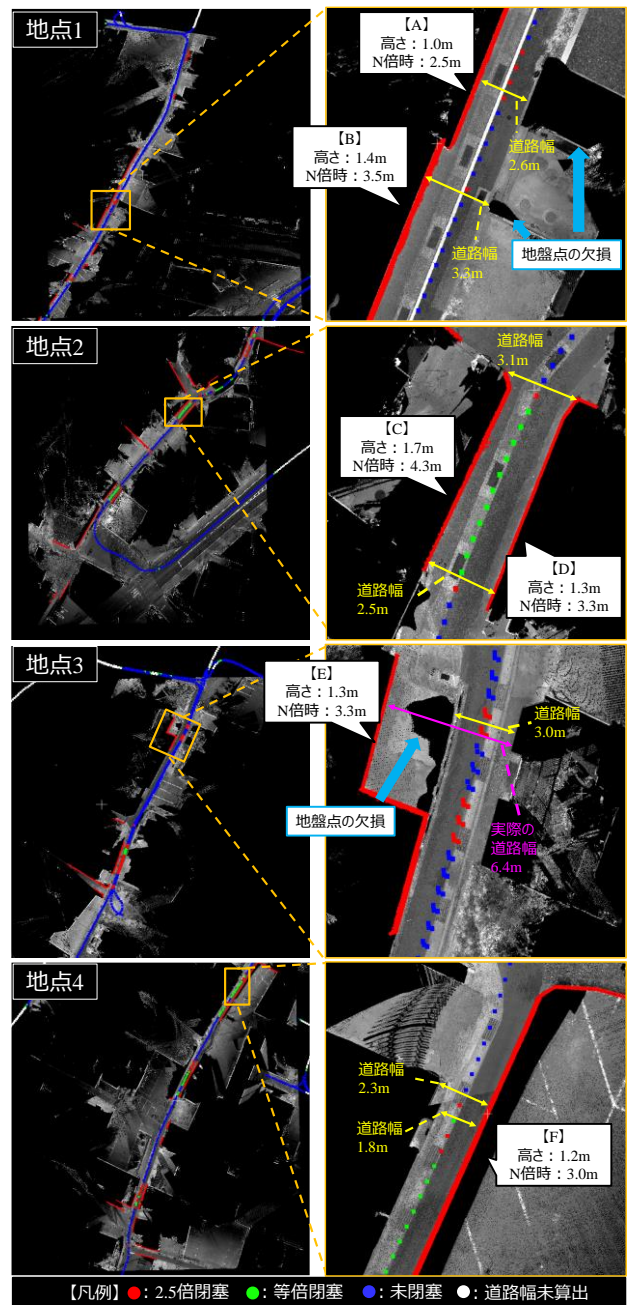 地点1
【A】
高さ：1.0m
N倍時：2.5m
【B】
高さ：1.4m
N倍時：3.5m
道路幅
2.6m
道路幅
3.3m
地盤点の欠損
地点2
道路幅
3.1m
【C】
高さ：1.7m
N倍時：4.3m
【D】
高さ：1.3m
N倍時：3.3m
道路幅
2.5m
地点3
【E】
高さ：1.3m
N倍時：3.3m
道路幅
3.0m
地盤点の欠損
実際の
道路幅
6.4m
地点4
道路幅
2.3m
道路幅
1.8m
【F】
高さ：1.2m
N倍時：3.0m
【凡例】●：2.5倍閉塞 ●：等倍閉塞 ●：未閉塞 ●：道路幅未算出